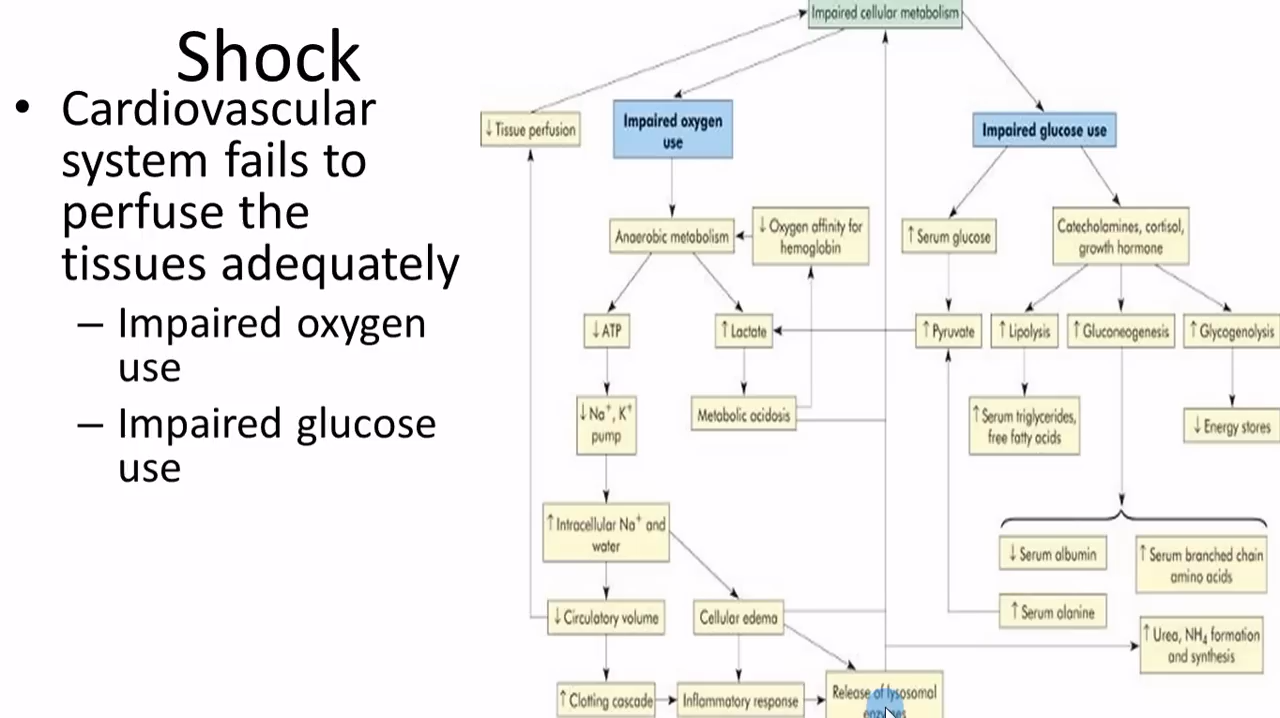 Shock
• Cardiovascular
system fails to
perfuse the
tissues adequately
– Impaired oxygen
use
– Impaired glucose
use
Impaired cellular metabolism
↓ Tissue perfusion
Impaired oxygen
use
Impaired glucose use
Anaerobic metabolism
↓ Oxygen affinity for
hemoglobin
↑ Serum glucose
Catecholamines, cortisol,
growth hormone
↓ ATP
↑ Lactate
↑ Pyruvate
↑ Lipolysis
↑ Gluconeogenesis
↑ Glycogenolysis
↓ Na⁺, K⁺
pump
Metabolic acidosis
↑ Serum triglycerides,
free fatty acids
↓ Energy stores
↑ Intracellular Na⁺ and
water
↓ Serum albumin
↑ Serum branched chain
amino acids
↓ Circulatory volume
Cellular edema
↑ Serum alanine
↑ Urea, NH₄ formation
and synthesis
↑ Clotting cascade
Inflammatory response
Release of lysosomal
enzymes